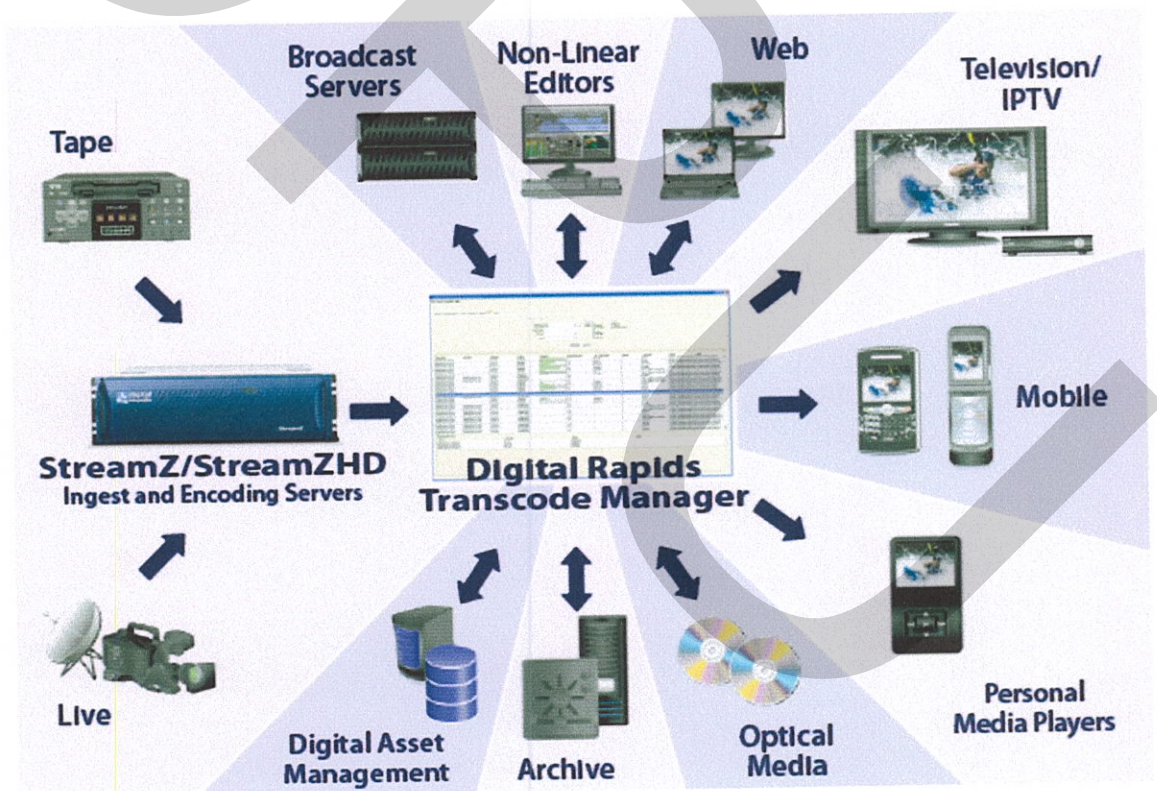 Broadcast
Servers
Non-Linear
Editors
Web
Television/
IPTV
Tape
Mobile
StreamZ/StreamZHD
Ingest and Encoding Servers
Digital Rapids
Transcode Manager
Live
Digital Asset
Management
Archive
Optical
Media
Personal
Media Players